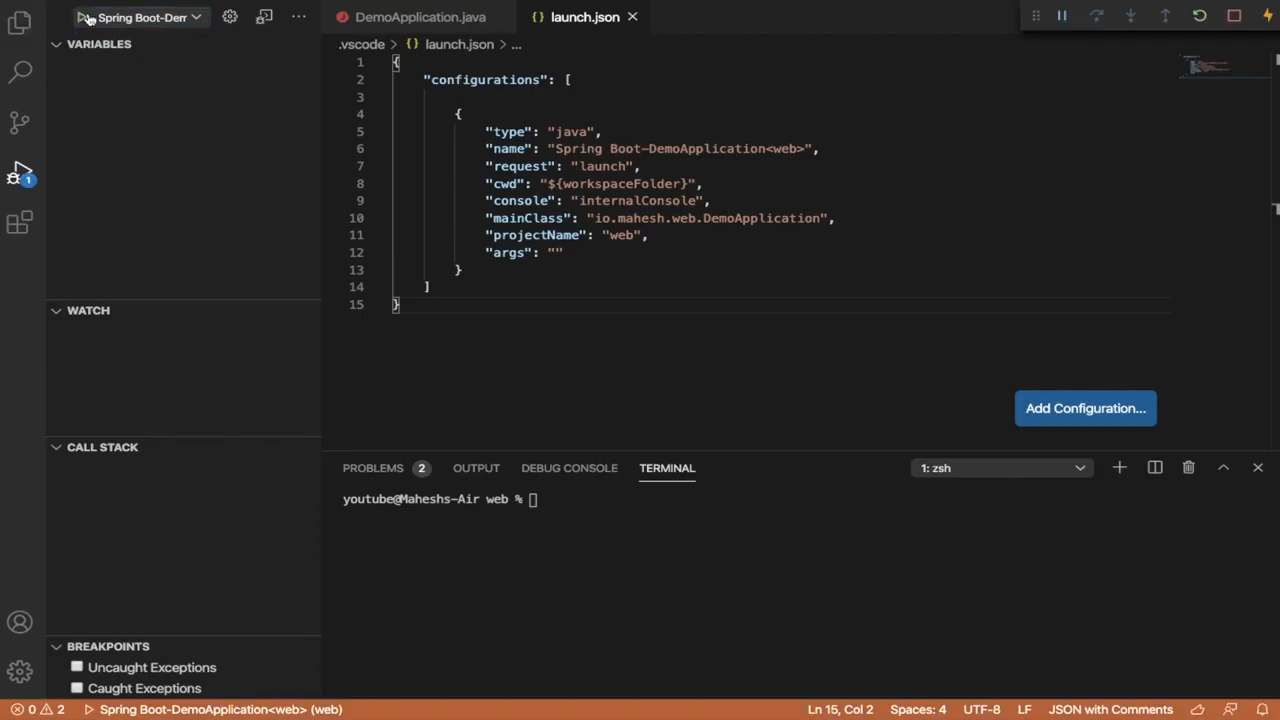 Spring Boot-Dem
DemoApplication.java
{} launch.json
VARIABLES
.vscode > {} launch.json > ...
1 {
2 "configurations": [
3
4 {
5 "type": "java",
6 "name": "Spring Boot-DemoApplication<web>",
7 "request": "launch",
8 "cwd": "${workspaceFolder}",
9 "console": "internalConsole",
10 "mainClass": "io.mahesh.web.DemoApplication",
11 "projectName": "web",
12 "args": ""
13 }
14 ]
15 }
WATCH
Add Configuration...
CALL STACK
PROBLEMS 2 OUTPUT DEBUG CONSOLE TERMINAL
1: zsh
youtube@Maheshs-Air web %
1
BREAKPOINTS
Uncaught Exceptions
Caught Exceptions
0 2 Spring Boot-DemoApplication<web> (web)
Ln 15, Col 2 Spaces: 4 UTF-8 LF JSON with Comments